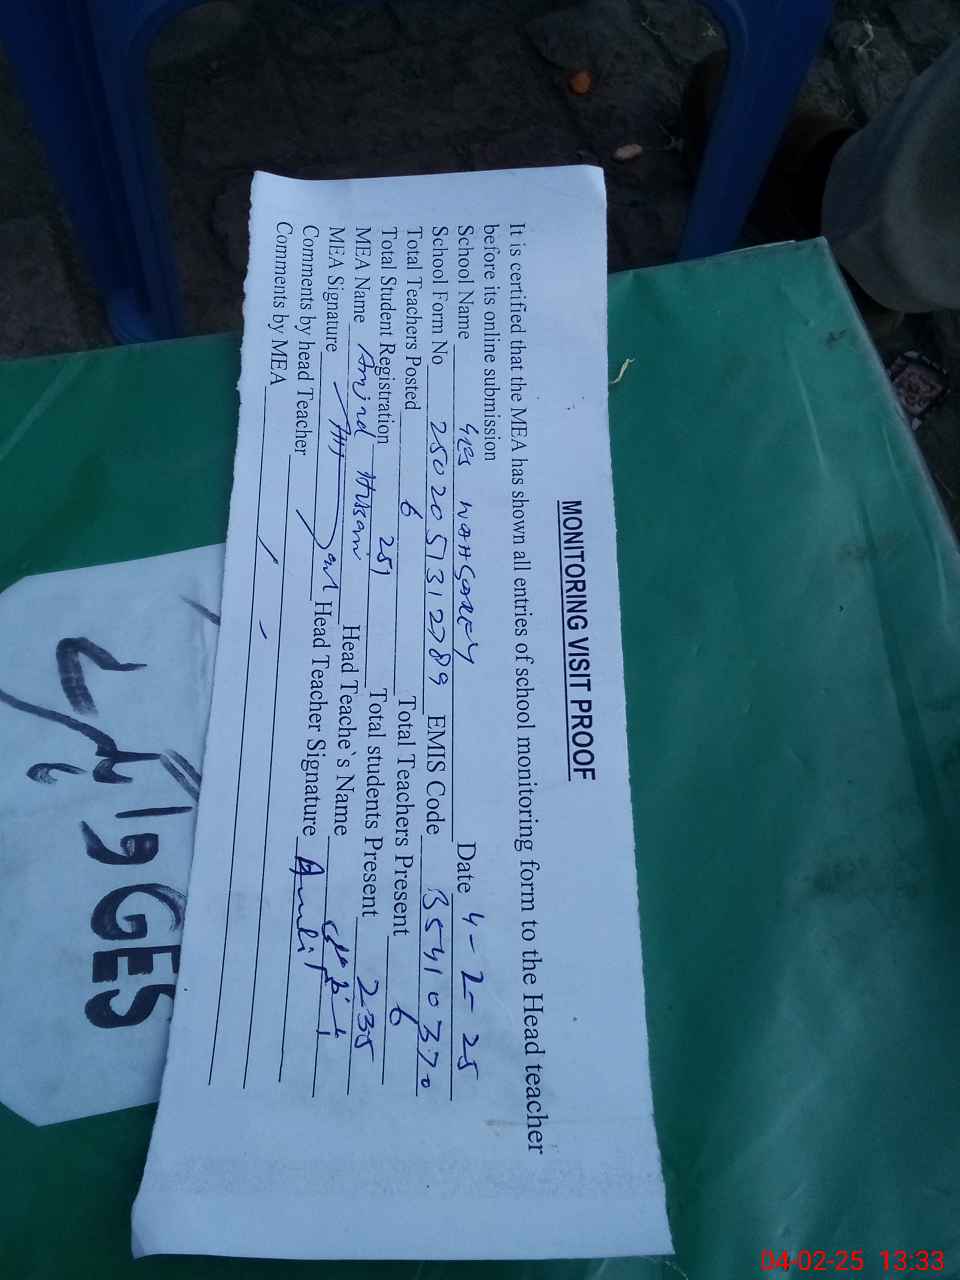 MONITORING VISIT PROOF
It is certified that the MEA has shown all entries of school monitoring form to the Head teacher
before its online submission
School Name Date 4-2-25
School Form No 2502051312789 EMIS Code 35410370
Total Teachers Posted 6 Total Teachers Present 6
Total Student Registration 251 Total students Present 235
MEA Name Amjad Hussain Head Teache`s Name
MEA Signature Head Teacher Signature
Comments by head Teacher
Comments by MEA
GES
04-02-25 13:33